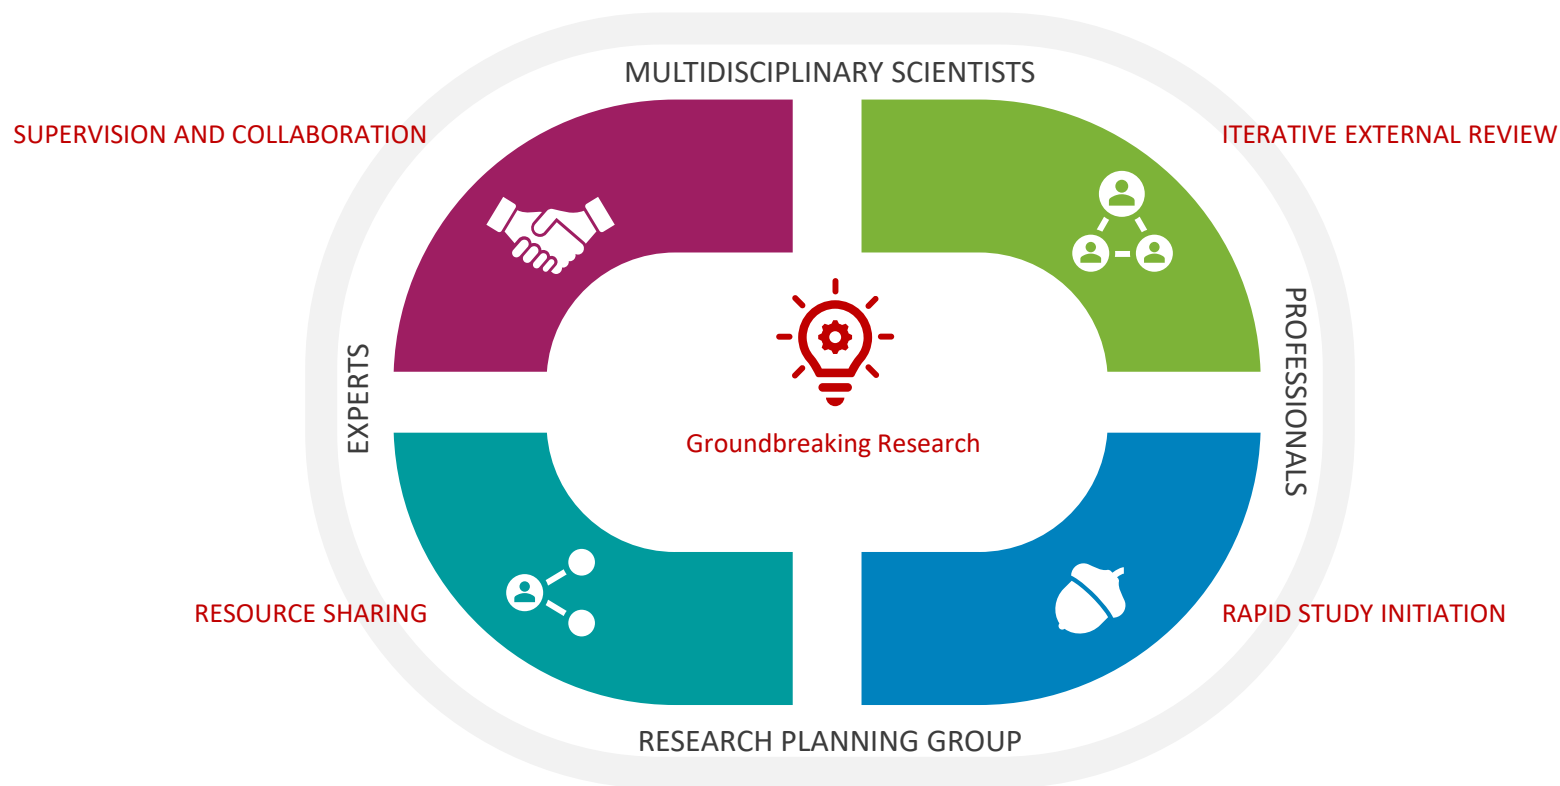 MULTIDISCIPLINARY SCIENTISTS
SUPERVISION AND COLLABORATION
ITERATIVE EXTERNAL REVIEW
EXPERTS
PROFESSIONALS
Groundbreaking Research
RESOURCE SHARING
RAPID STUDY INITIATION
RESEARCH PLANNING GROUP